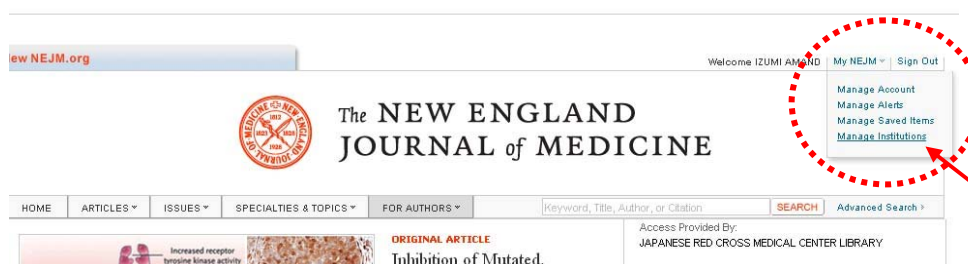 ew NEJM.org
Welcome IZUMI AMAND
My NEJM
Sign Out
Manage Account
Manage Alerts
Manage Saved Items
Manage Institutions
The NEW ENGLAND
JOURNAL of MEDICINE
HOME
ARTICLES
ISSUES
SPECIALTIES & TOPICS
FOR AUTHORS
Keyword, Title, Author, or Citation
SEARCH
Advanced Search
Access Provided By:
JAPANESE RED CROSS MEDICAL CENTER LIBRARY
ORIGINAL ARTICLE
Inhibition of Mutated,
Increased receptor
tyrosine kinase activity